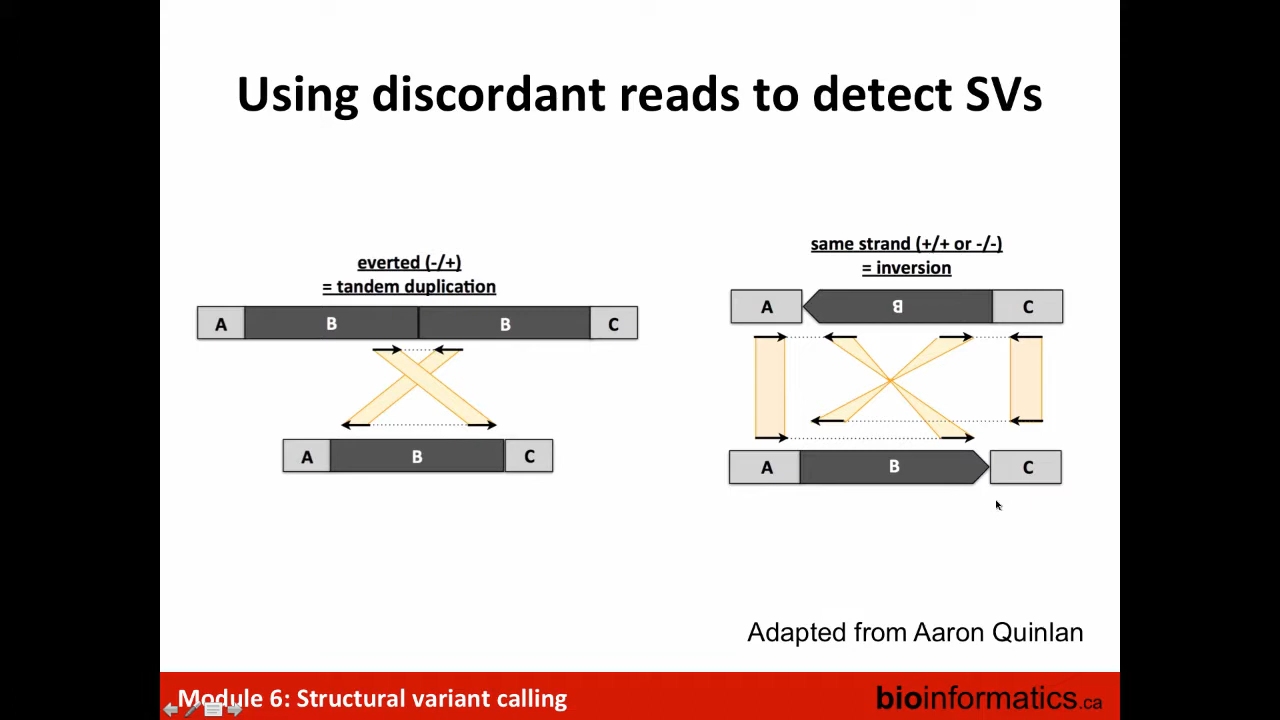 Using discordant reads to detect SVs
everted (-/+)
= tandem duplication
A B B C
A B C
same strand (+/+ or -/-)
= inversion
A B C
A B C
Adapted from Aaron Quinlan
Module 6: Structural variant calling
bioinformatics.ca